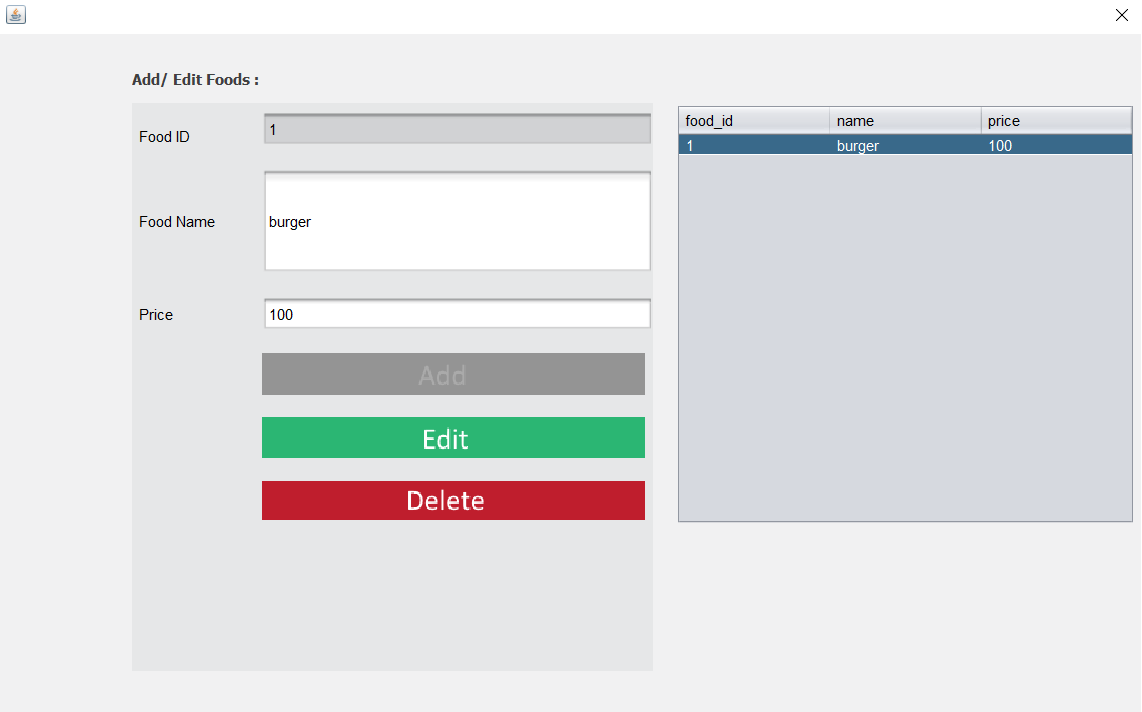 Add/ Edit Foods :
Food ID
1
Food Name
burger
Price
100
Add
Edit
Delete
food_id name price
1 burger 100